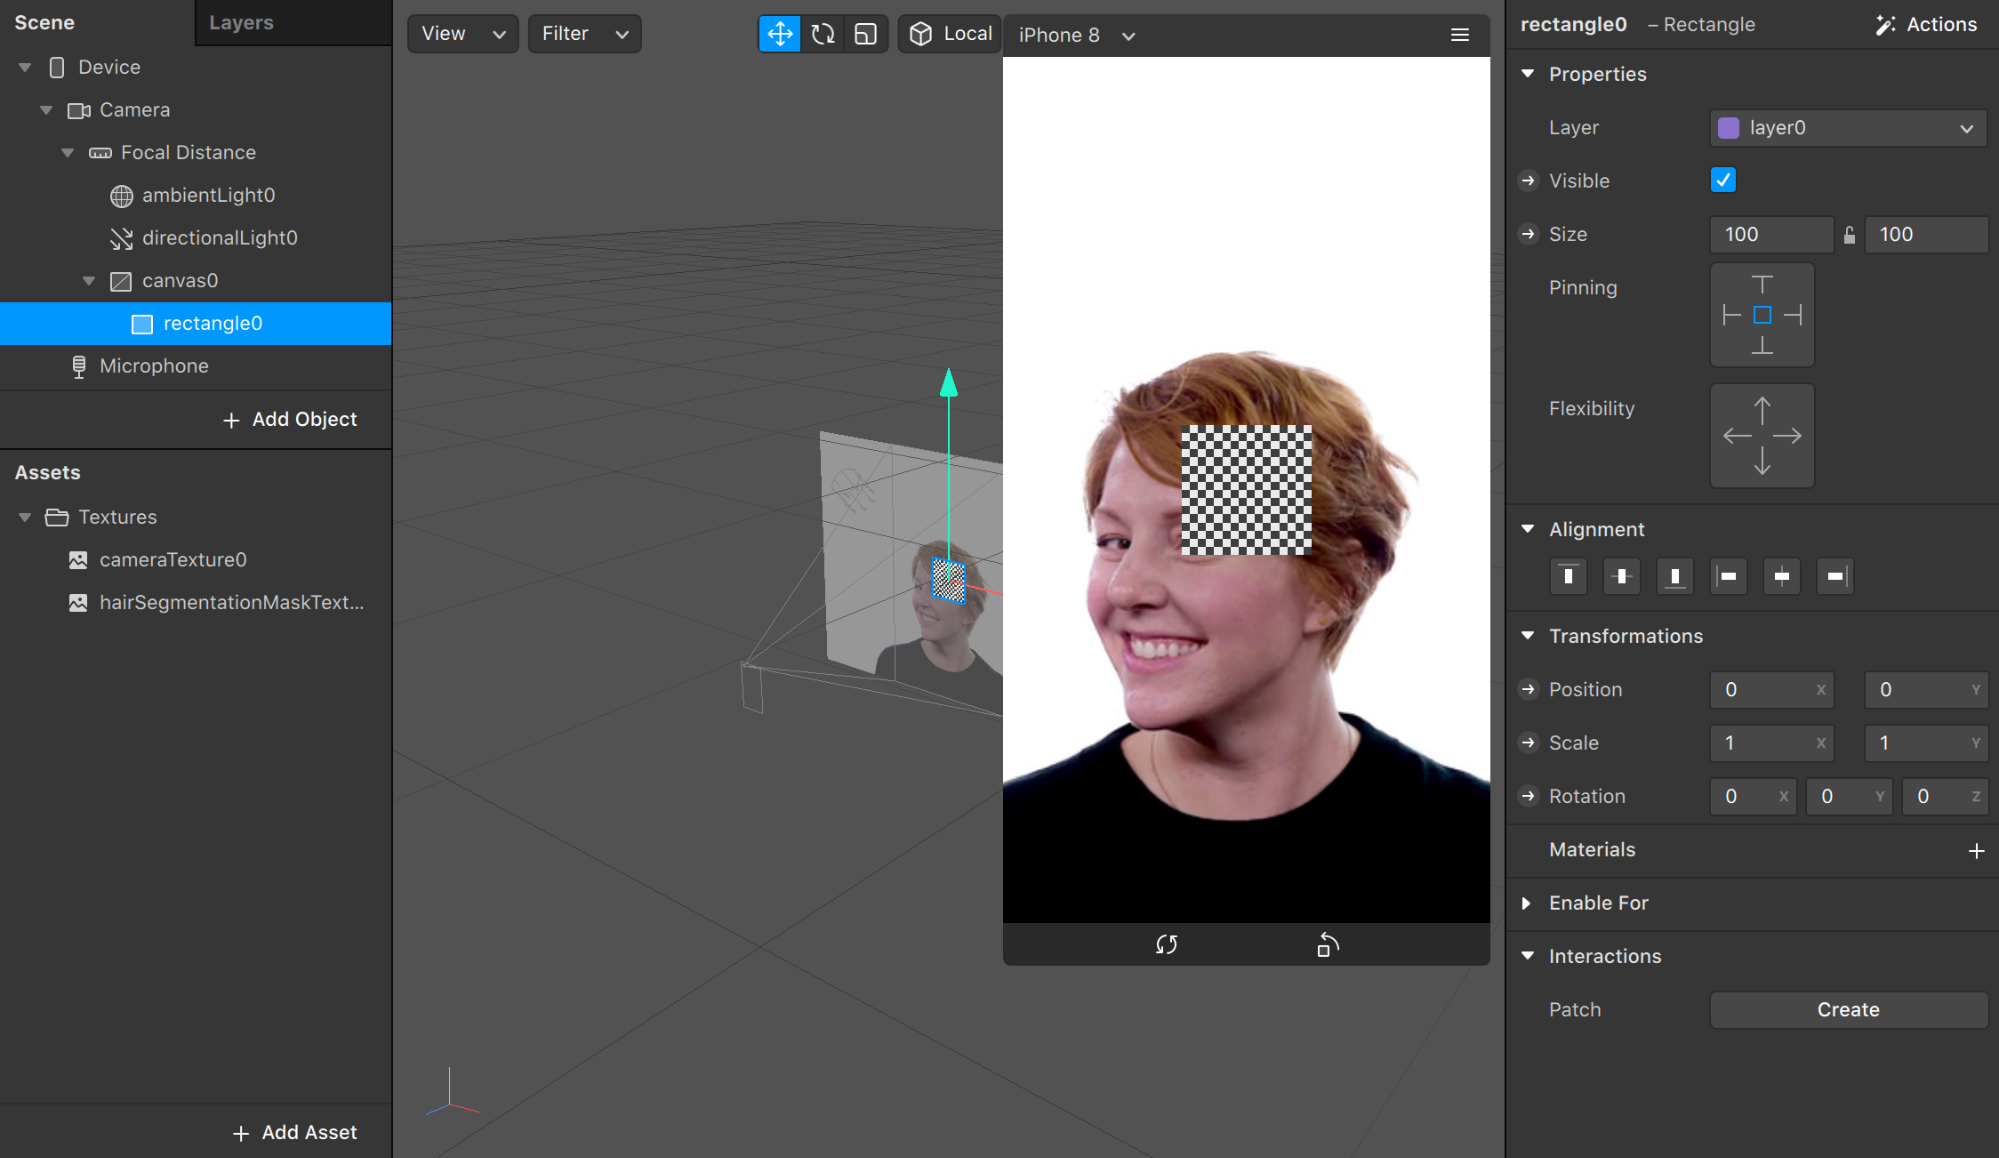 Scene
Layers
Device
Camera
Focal Distance
ambientLight0
directionalLight0
canvas0
rectangle0
Microphone
+ Add Object
Assets
Textures
cameraTexture0
hairSegmentationMaskText...
+ Add Asset
View
Filter
Local
iPhone 8
rectangle0 – Rectangle
Actions
Properties
Layer layer0
Visible
Size 100 100
Pinning
Flexibility
Alignment
Transformations
Position 0 X 0 Y
Scale 1 X 1 Y
Rotation 0 X 0 Y 0 Z
Materials +
Enable For
Interactions
Patch Create